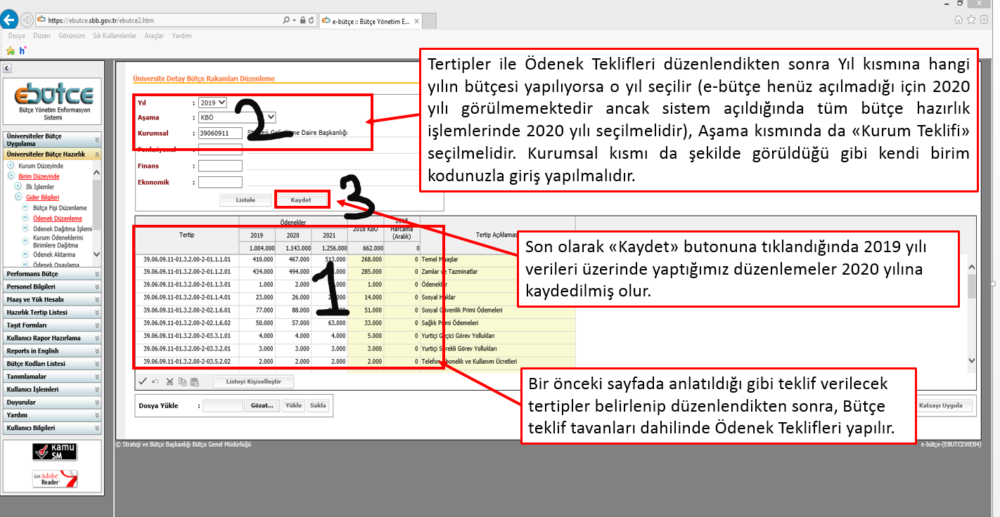 https://ebutce.sbb.gov.tr/ebutce2.htm
e-bütçe :: Bütçe Yönetim E...
Dosya Düzen Görünüm Sık Kullanılanlar Araçlar Yardım
h
ebütce
Bütçe Yönetim Enformasyon
Sistemi
Üniversiteler Bütçe
Uygulama
Üniversiteler Bütçe Hazırlık
Kurum Düzeyinde
Birim Düzeyinde
İlk İşlemler
Gider Bilgileri
Bütçe Fişi Düzenleme
Ödenek Düzenleme
Ödenek Dağıtma İşlemi
Kurum Ödeneklerini
Birimlere Dağıtma
Ödenek Aktarma
Ödenek Onaylama
Performans Bütçe
Personel Bilgileri
Maaş ve Yük Hesabı
Hazırlık Tertip Listesi
Taşıt Formları
Kullanıcı Rapor Hazırlama
Reports in English
Bütçe Kodları Listesi
Tanımlamalar
Kullanıcı İşlemleri
Duyurular
Yardım
Kullanıcı Bilgileri
KAMU
SM
Get Adobe
Reader
Üniversite Detay Bütçe Rakamları Düzenleme
Yıl : 2019
Aşama : KBÖ
Kurumsal : 39060911 Daire Başkanlığı
Fonksiyonel :
Finans :
Ekonomik :
Listele Kaydet
2
3
1
Tertipler ile Ödenek Teklifleri düzenlendikten sonra Yıl kısmına hangi
yılın bütçesi yapılıyorsa o yıl seçilir (e-bütçe henüz açılmadığı için 2020
yılı görülmemektedir ancak sistem açıldığında tüm bütçe hazırlık
işlemlerinde 2020 yılı seçilmelidir), Aşama kısmında da «Kurum Teklifi»
seçilmelidir. Kurumsal kısmı da şekilde görüldüğü gibi kendi birim
kodunuzla giriş yapılmalıdır.
Ödenekler
Tertip 2019 2020 2021 2018 KBÖ 2018 Harcama (Aralık) Tertip Açıklaması
1.004.000 1.143.000 1.256.000 662.000 0
39.06.09.11-01.3.2.00-2-01.1.1.01 410.000 467.000 513.000 268.000 0 Temel Maaşlar
39.06.09.11-01.3.2.00-2-01.1.2.01 434.000 494.000 285.000 0 Zamlar ve Tazminatlar
39.06.09.11-01.3.2.00-2-01.1.3.01 1.000 2.000 1.000 0 Ödenekler
39.06.09.11-01.3.2.00-2-01.1.4.01 23.000 26.000 14.000 0 Sosyal Haklar
39.06.09.11-01.3.2.00-2-02.1.6.01 77.000 88.000 51.000 0 Sosyal Güvenlik Primi Ödemeleri
39.06.09.11-01.3.2.00-2-02.1.6.02 50.000 57.000 63.000 33.000 0 Sağlık Primi Ödemeleri
39.06.09.11-01.3.2.00-2-03.3.1.01 4.000 4.000 4.000 5.000 0 Yurtiçi Geçici Görev Yollukları
39.06.09.11-01.3.2.00-2-03.3.2.01 3.000 3.000 3.000 3.000 0 Yurtiçi Sürekli Görev Yollukları
39.06.09.11-01.3.2.00-2-03.5.2.02 2.000 2.000 2.000 2.000 0 Telefon Abonelik ve Kullanım Ücretleri
Son olarak «Kaydet» butonuna tıklandığında 2019 yılı
verileri üzerinde yaptığımız düzenlemeler 2020 yılına
kaydedilmiş olur.
Listeyi Kişiselleştir
Dosya Yükle : Gözat... Yükle Sakla
Katsayı Uygula
Bir önceki sayfada anlatıldığı gibi teklif verilecek
tertipler belirlenip düzenlendikten sonra, Bütçe
teklif tavanları dahilinde Ödenek Teklifleri yapılır.
© Strateji ve Bütçe Başkanlığı Bütçe Genel Müdürlüğü
e-bütçe-(EBUTCEWEB4)